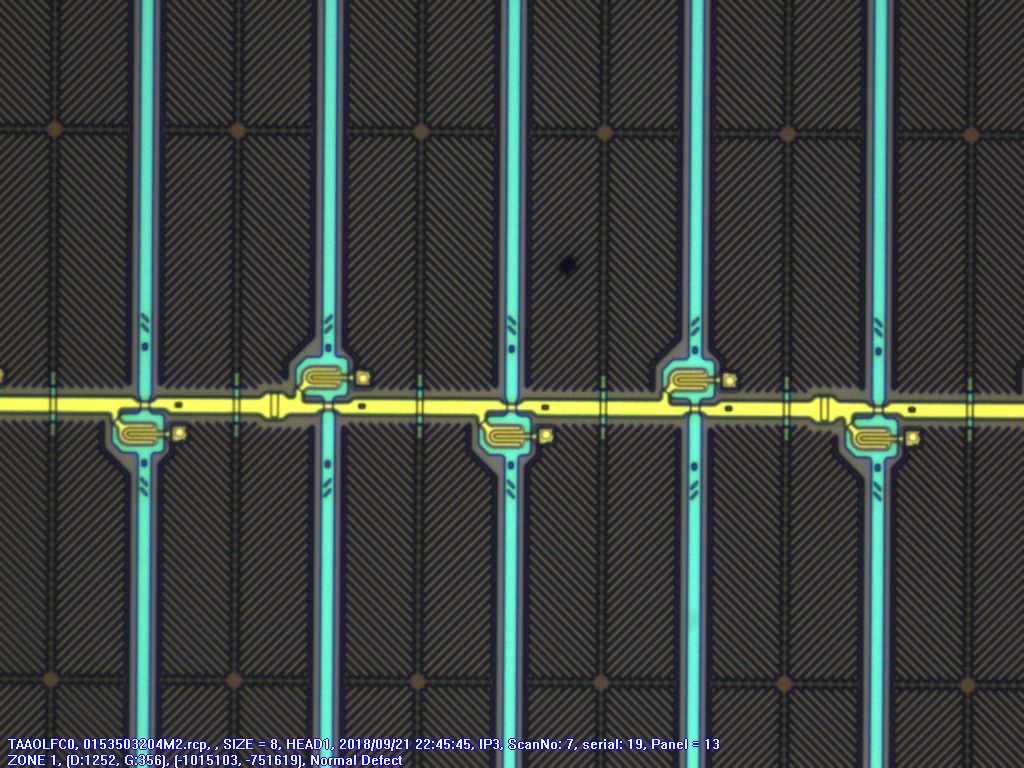 TAAOLFC0, 0153503204M2.rcp, , SIZE = 8, HEAD1, 2018/09/21 22:45:45, IP3, ScanNo: 7, serial: 19, Panel = 13
ZONE 1, [D:1252, G:356], [-1015103, -751619], Normal Defect